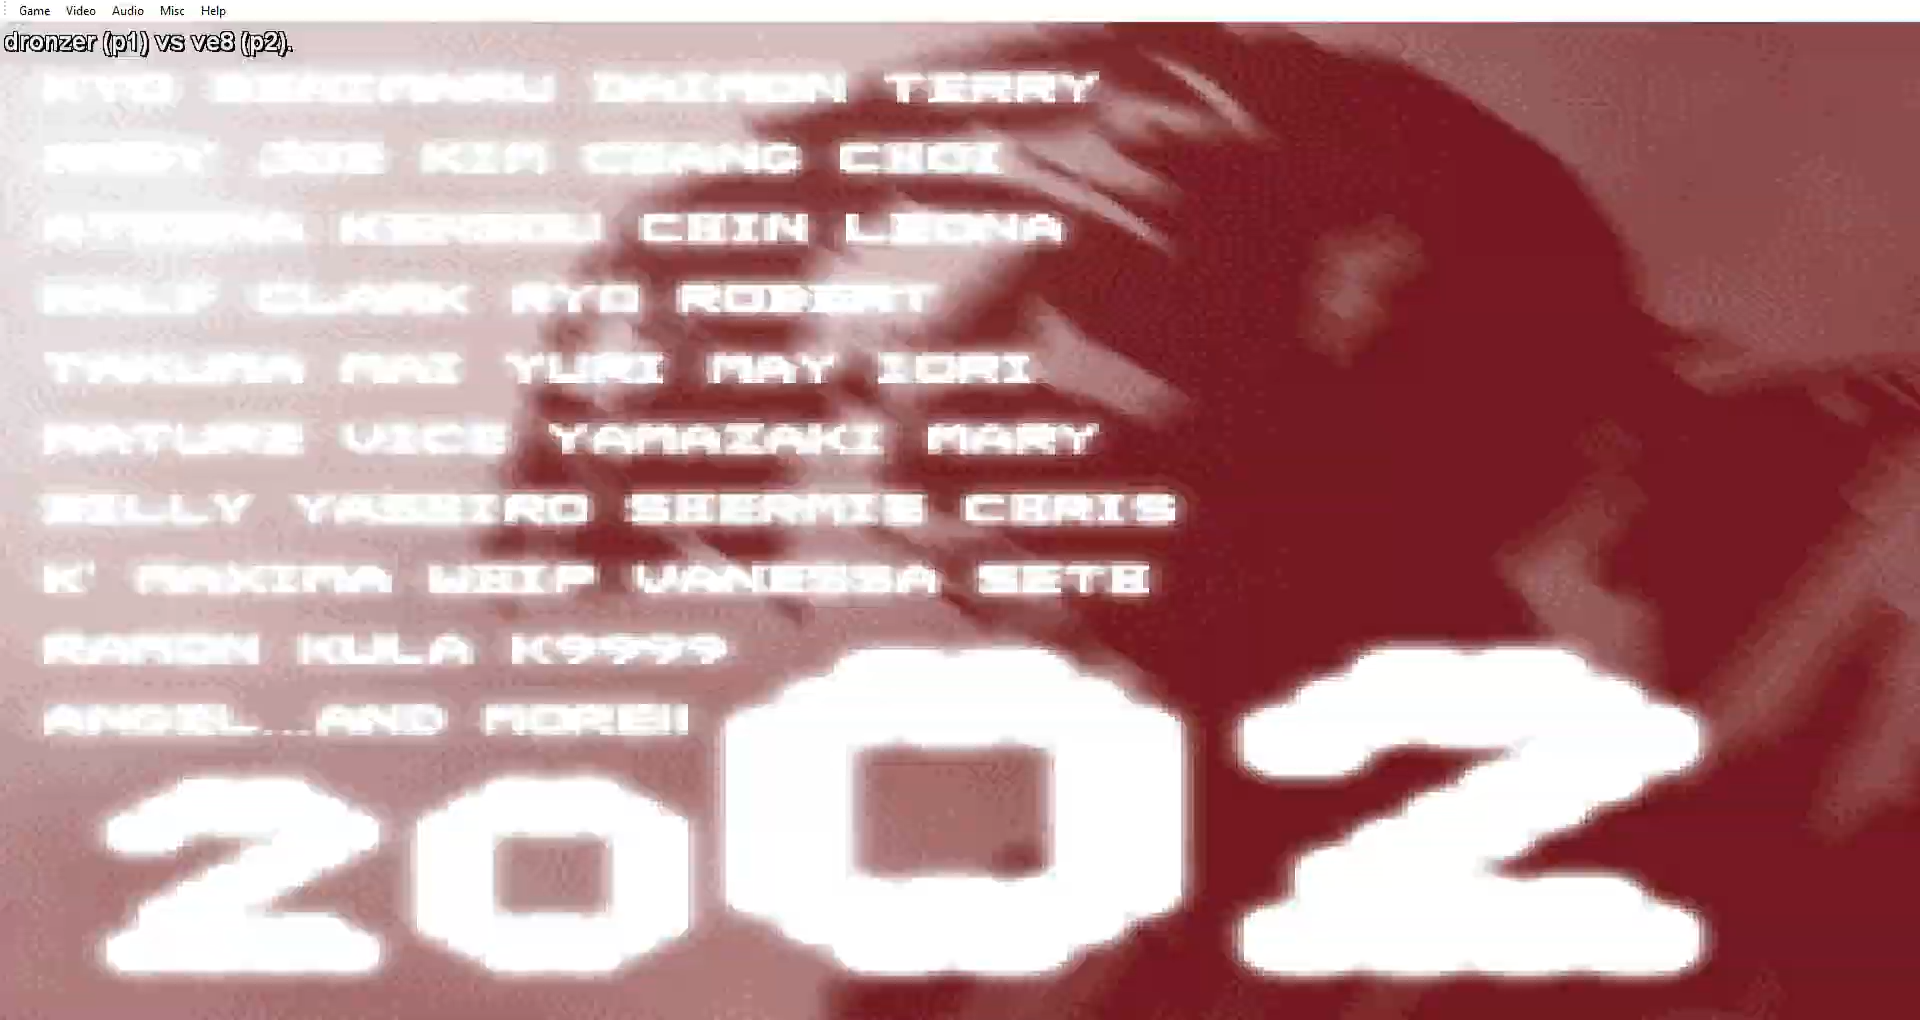 Game Video Audio Misc Help
dronzer (p1) vs ve8 (p2).
KYO BENIMARU DAIMON TERRY
ANDY JOE KIM CHANG CHOI
ATHENA KENSOU CHIN LEONA
RALF CLARK RYO ROBERT
TAKUMA MAI YURI MAY IORI
MATURE VICE YAMAZAKI MARY
BILLY YASHIRO SHERMIE CHRIS
K' MAXIMA WHIP VANESSA SETH
RAMON KULA K9999
ANGEL...AND MORE!!
2002